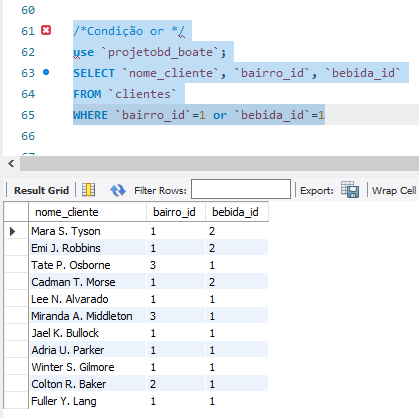 60
61 /*Condição or */
62 use `projetobd_boate`;
63 SELECT `nome_cliente`, `bairro_id`, `bebida_id`
64 FROM `clientes`
65 WHERE `bairro_id`=1 or `bebida_id`=1
66
Result Grid Filter Rows: Export: Wrap Cell
nome_cliente bairro_id bebida_id
Mara S. Tyson 1 2
Emi J. Robbins 1 2
Tate P. Osborne 3 1
Cadman T. Morse 1 2
Lee N. Alvarado 1 1
Miranda A. Middleton 3 1
Jael K. Bullock 1 1
Adria U. Parker 1 1
Winter S. Gilmore 1 1
Colton R. Baker 2 1
Fuller Y. Lang 1 1